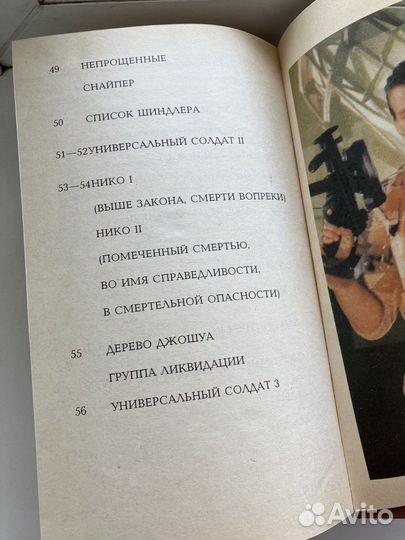 49 НЕПРОЩЕННЫЕ
СНАЙПЕР
50 СПИСОК ШИНДЛЕРА
51—52УНИВЕРСАЛЬНЫЙ СОЛДАТ II
53—54НИКО I
(ВЫШЕ ЗАКОНА, СМЕРТИ ВОПРЕКИ)
НИКО II
(ПОМЕЧЕННЫЙ СМЕРТЬЮ,
ВО ИМЯ СПРАВЕДЛИВОСТИ,
В СМЕРТЕЛЬНОЙ ОПАСНОСТИ)
55 ДЕРЕВО ДЖОШУА
ГРУППА ЛИКВИДАЦИИ
56 УНИВЕРСАЛЬНЫЙ СОЛДАТ 3
Avito